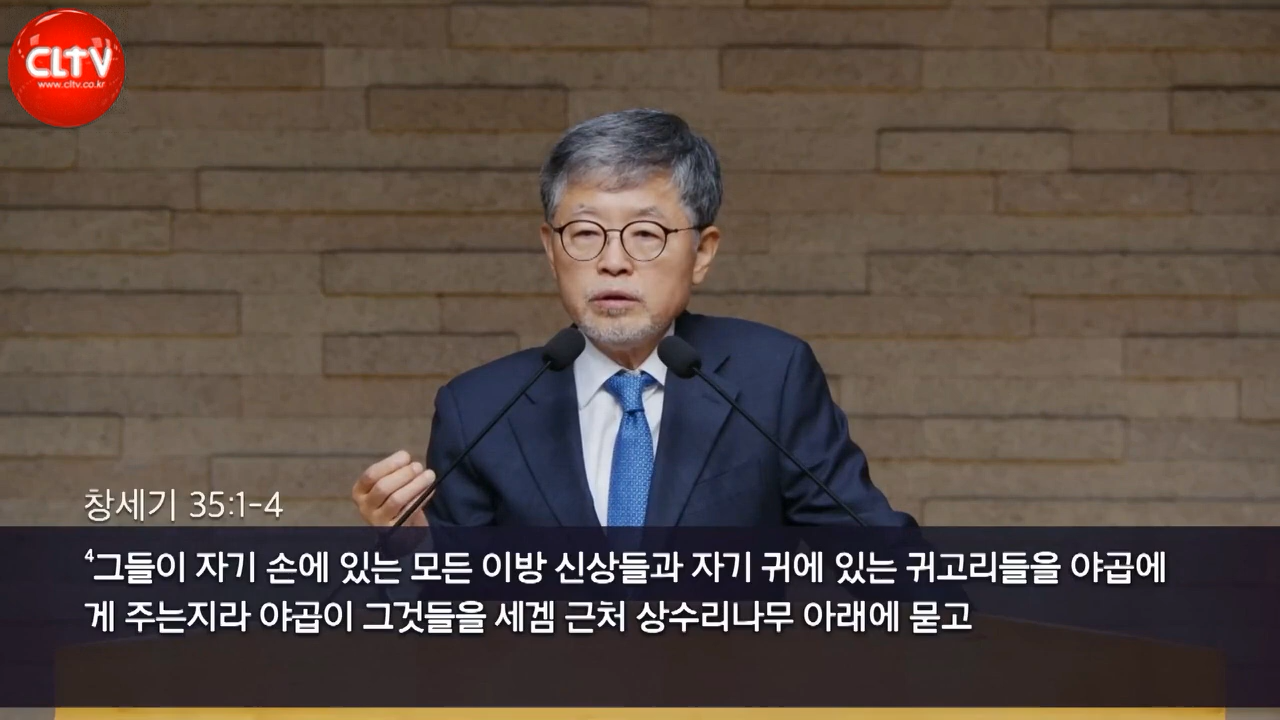 CLTV
www.cltv.co.kr
창세기 35:1-4
⁴그들이 자기 손에 있는 모든 이방 신상들과 자기 귀에 있는 귀고리들을 야곱에
게 주는지라 야곱이 그것들을 세겜 근처 상수리나무 아래에 묻고